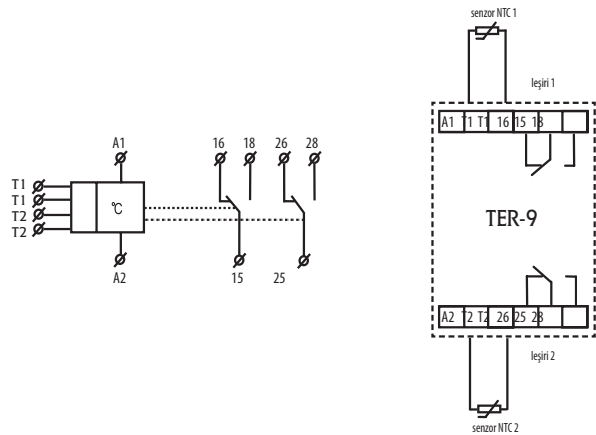 senzor NTC 1
Ieşiri 1
A1 T1 T1 16 15 18
TER-9
A2 T2 T2 26 25 28
Ieşiri 2
senzor NTC 2
A1 16 18 26 28
T1
T1
T2
T2
°C
A2 15 25